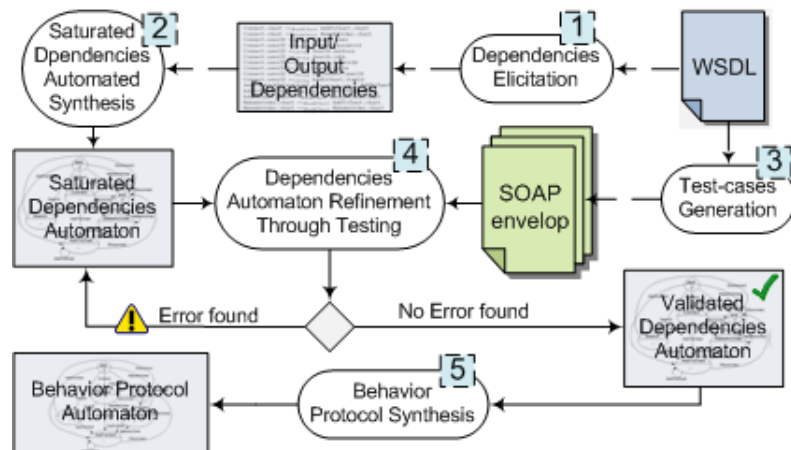 Saturated
Dpendencies
Automated
Synthesis
2
Input/
Output
Dependencies
1
Dependencies
Elicitation
WSDL
Saturated
Dependencies
Automaton
4
Dependencies
Automaton Refinement
Through Testing
SOAP
envelop
3
Test-cases
Generation
Error found
No Error found
Validated
Dependencies
Automaton
Behavior Protocol
Automaton
5
Behavior
Protocol Synthesis